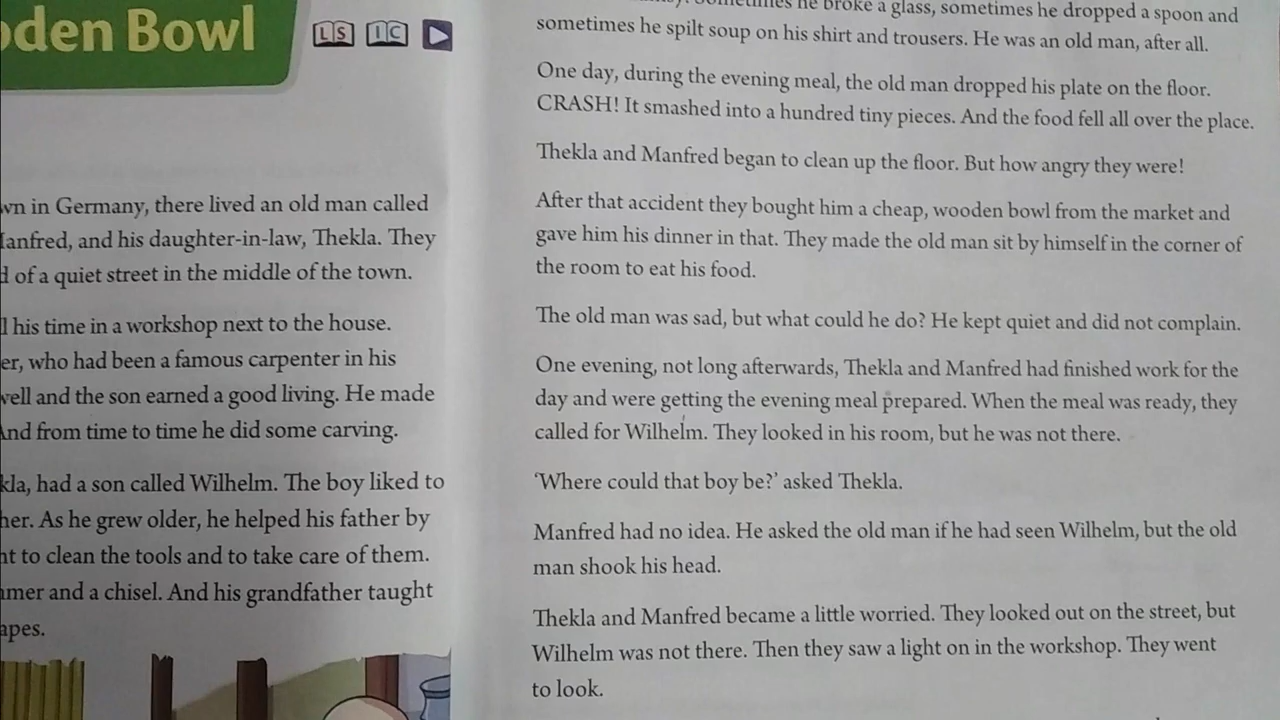 Bowl
LS IC
in Germany, there lived an old man called
and his daughter-in-law, Thekla. They
of a quiet street in the middle of the town.
his time in a workshop next to the house.
who had been a famous carpenter in his
and the son earned a good living. He made
And from time to time he did some carving.
had a son called Wilhelm. The boy liked to
As he grew older, he helped his father by
to clean the tools and to take care of them.
and a chisel. And his grandfather taught
he broke a glass, sometimes he dropped a spoon and
sometimes he spilt soup on his shirt and trousers. He was an old man, after all.
One day, during the evening meal, the old man dropped his plate on the floor.
CRASH! It smashed into a hundred tiny pieces. And the food fell all over the place.
Thekla and Manfred began to clean up the floor. But how angry they were!
After that accident they bought him a cheap, wooden bowl from the market and
gave him his dinner in that. They made the old man sit by himself in the corner of
the room to eat his food.
The old man was sad, but what could he do? He kept quiet and did not complain.
One evening, not long afterwards, Thekla and Manfred had finished work for the
day and were getting the evening meal prepared. When the meal was ready, they
called for Wilhelm. They looked in his room, but he was not there.
‘Where could that boy be?’ asked Thekla.
Manfred had no idea. He asked the old man if he had seen Wilhelm, but the old
man shook his head.
Thekla and Manfred became a little worried. They looked out on the street, but
Wilhelm was not there. Then they saw a light on in the workshop. They went
to look.